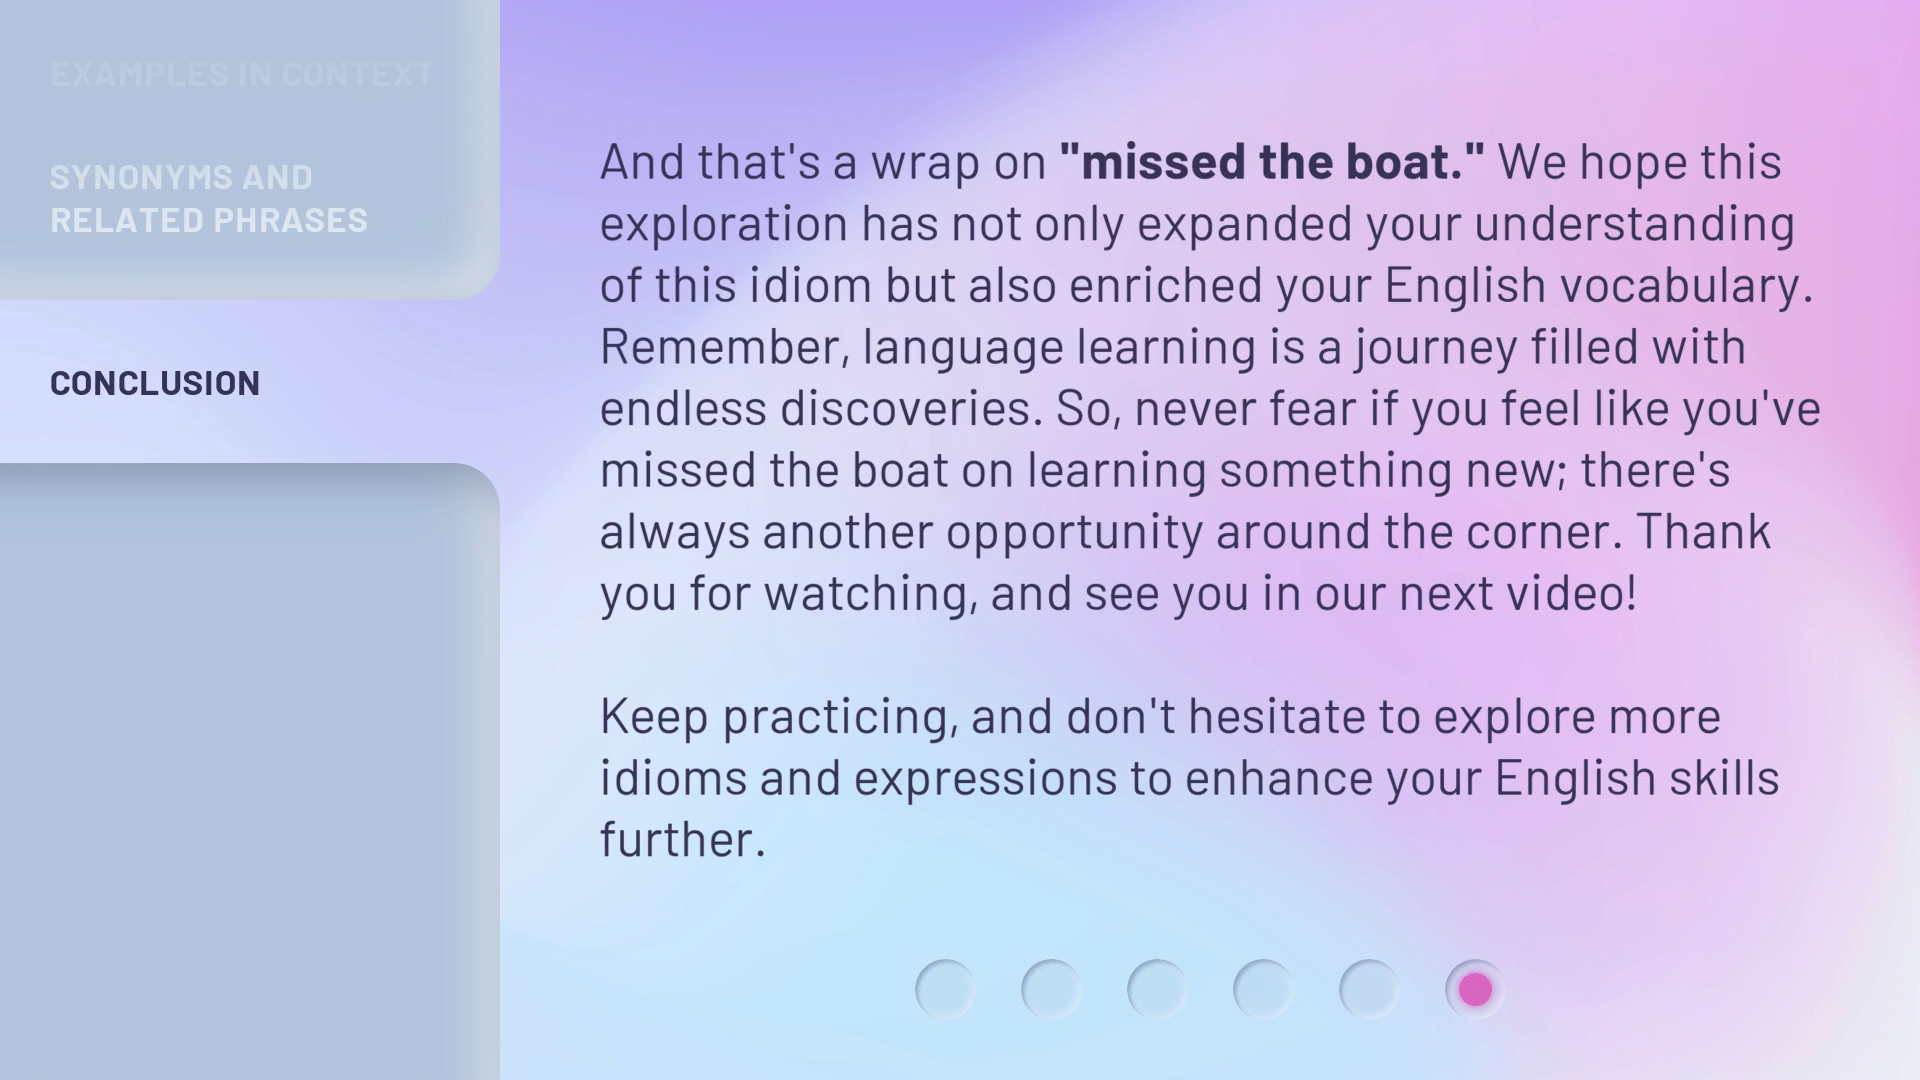 EXAMPLES IN CONTEXT
SYNONYMS AND
RELATED PHRASES
CONCLUSION
And that's a wrap on "missed the boat." We hope this
exploration has not only expanded your understanding
of this idiom but also enriched your English vocabulary.
Remember, language learning is a journey filled with
endless discoveries. So, never fear if you feel like you've
missed the boat on learning something new; there's
always another opportunity around the corner. Thank
you for watching, and see you in our next video!
Keep practicing, and don't hesitate to explore more
idioms and expressions to enhance your English skills
further.